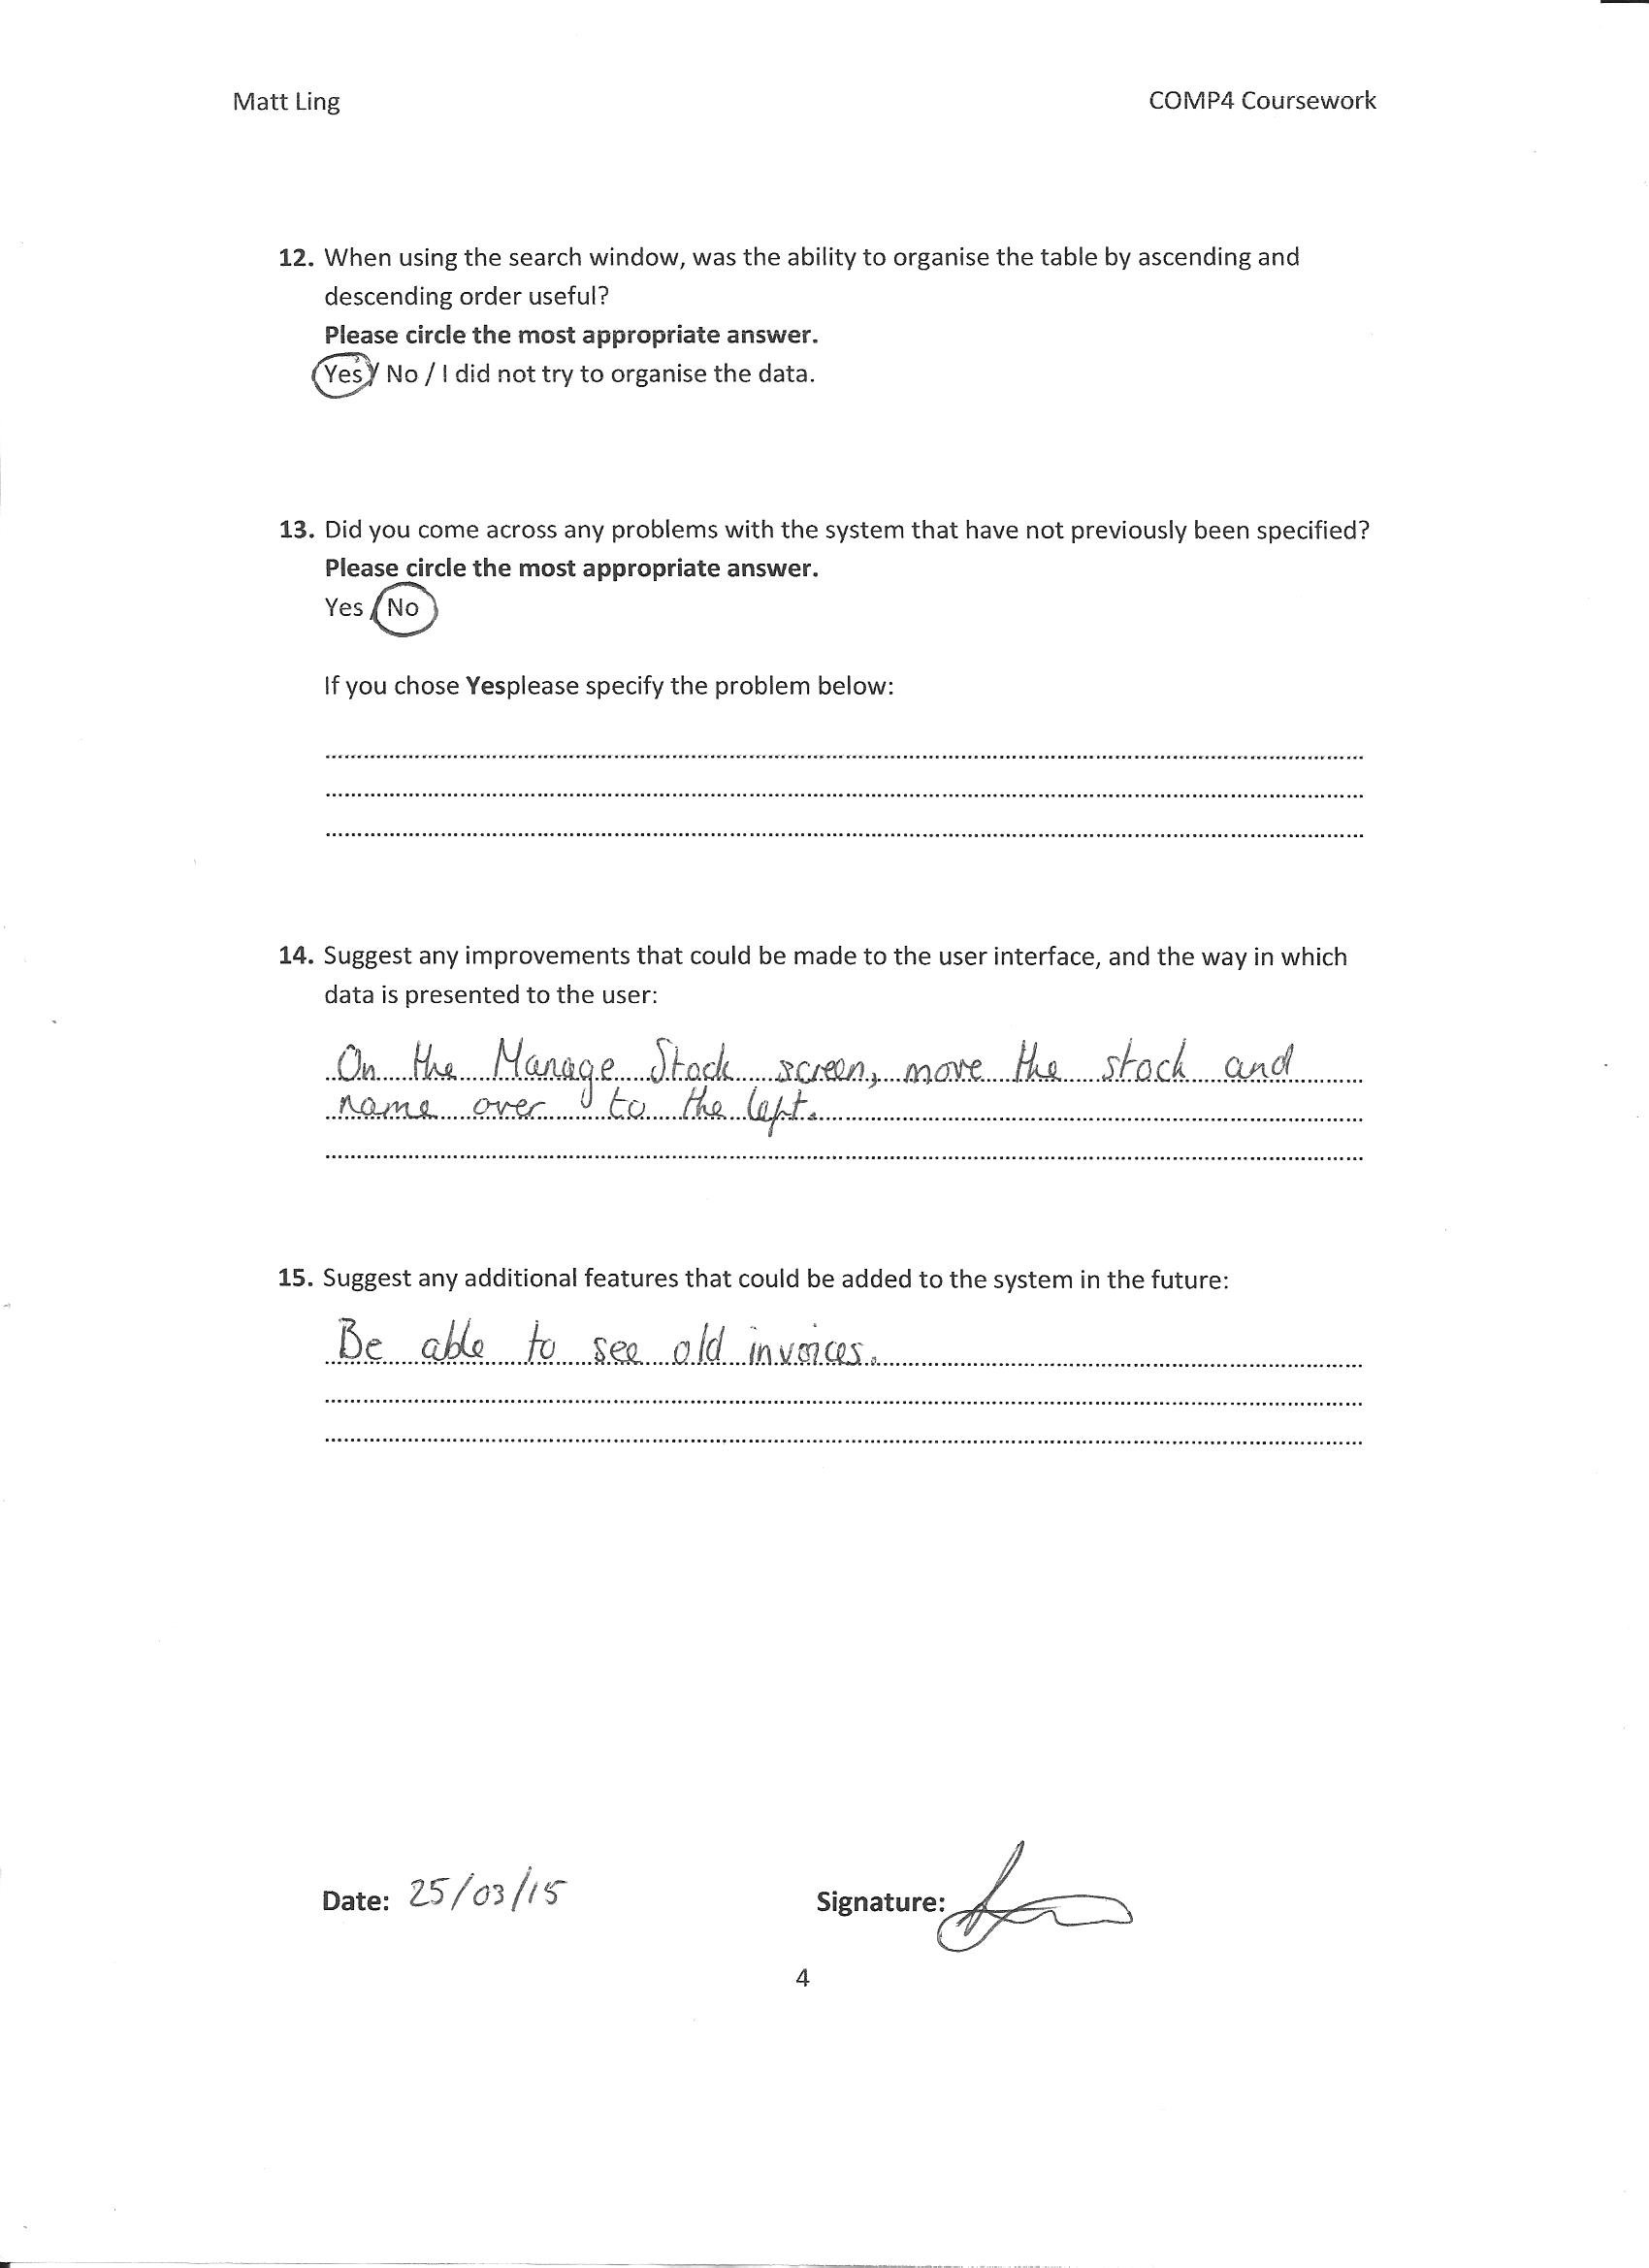 Matt Ling
COMP4 Coursework
12. When using the search window, was the ability to organise the table by ascending and
descending order useful?
Please circle the most appropriate answer.
Yes / No / I did not try to organise the data.
13. Did you come across any problems with the system that have not previously been specified?
Please circle the most appropriate answer.
Yes / No
If you chose Yesplease specify the problem below:
14. Suggest any improvements that could be made to the user interface, and the way in which
data is presented to the user:
On the Manage Stock screen, move the stock and
name over to the left.
15. Suggest any additional features that could be added to the system in the future:
Be able to see old invoices.
Date: 25/03/15
Signature:
4